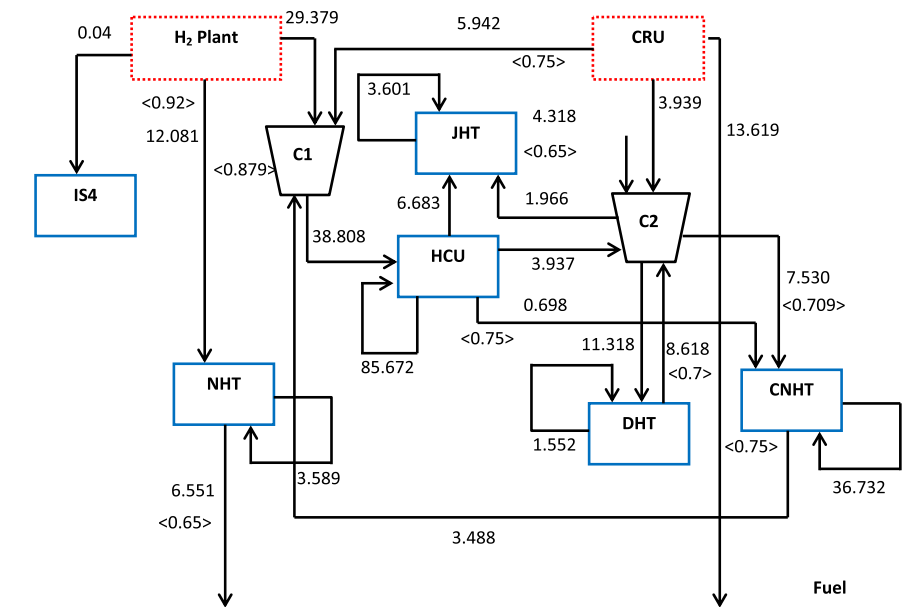 29.379
5.942
0.04
H₂ Plant
CRU
<0.75>
3.601
<0.92>
3.939
4.318
12.081
13.619
JHT
C1
<0.65>
<0.879>
IS4
6.683
1.966
C2
38.808
HCU
3.937
7.530
0.698
<0.709>
<0.75>
11.318
8.618
85.672
<0.7>
NHT
CNHT
DHT
1.552
<0.75>
3.589
6.551
36.732
<0.65>
3.488
Fuel